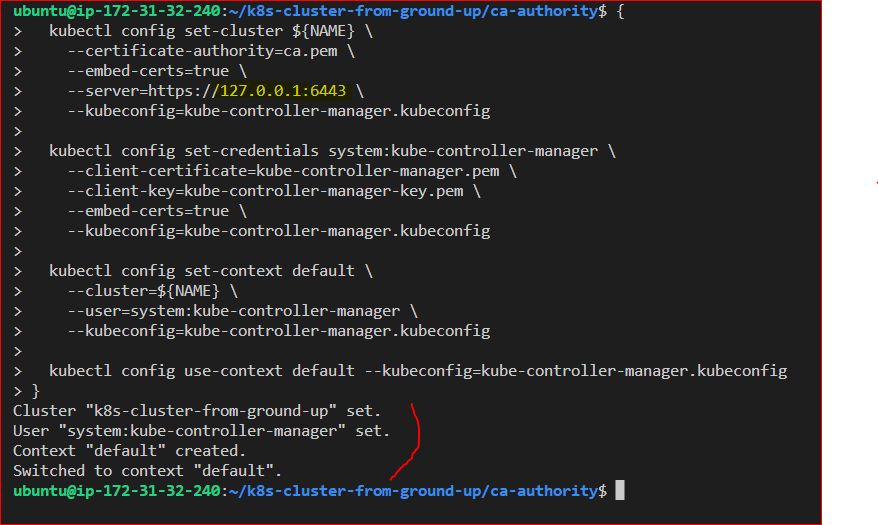 ubuntu@ip-172-31-32-240:~/k8s-cluster-from-ground-up/ca-authority$ {
>   kubectl config set-cluster ${NAME} \
>     --certificate-authority=ca.pem \
>     --embed-certs=true \
>     --server=https://127.0.0.1:6443 \
>     --kubeconfig=kube-controller-manager.kubeconfig
>
>   kubectl config set-credentials system:kube-controller-manager \
>     --client-certificate=kube-controller-manager.pem \
>     --client-key=kube-controller-manager-key.pem \
>     --embed-certs=true \
>     --kubeconfig=kube-controller-manager.kubeconfig
>
>   kubectl config set-context default \
>     --cluster=${NAME} \
>     --user=system:kube-controller-manager \
>     --kubeconfig=kube-controller-manager.kubeconfig
>
>   kubectl config use-context default --kubeconfig=kube-controller-manager.kubeconfig
> }
Cluster "k8s-cluster-from-ground-up" set.
User "system:kube-controller-manager" set.
Context "default" created.
Switched to context "default".
ubuntu@ip-172-31-32-240:~/k8s-cluster-from-ground-up/ca-authority$